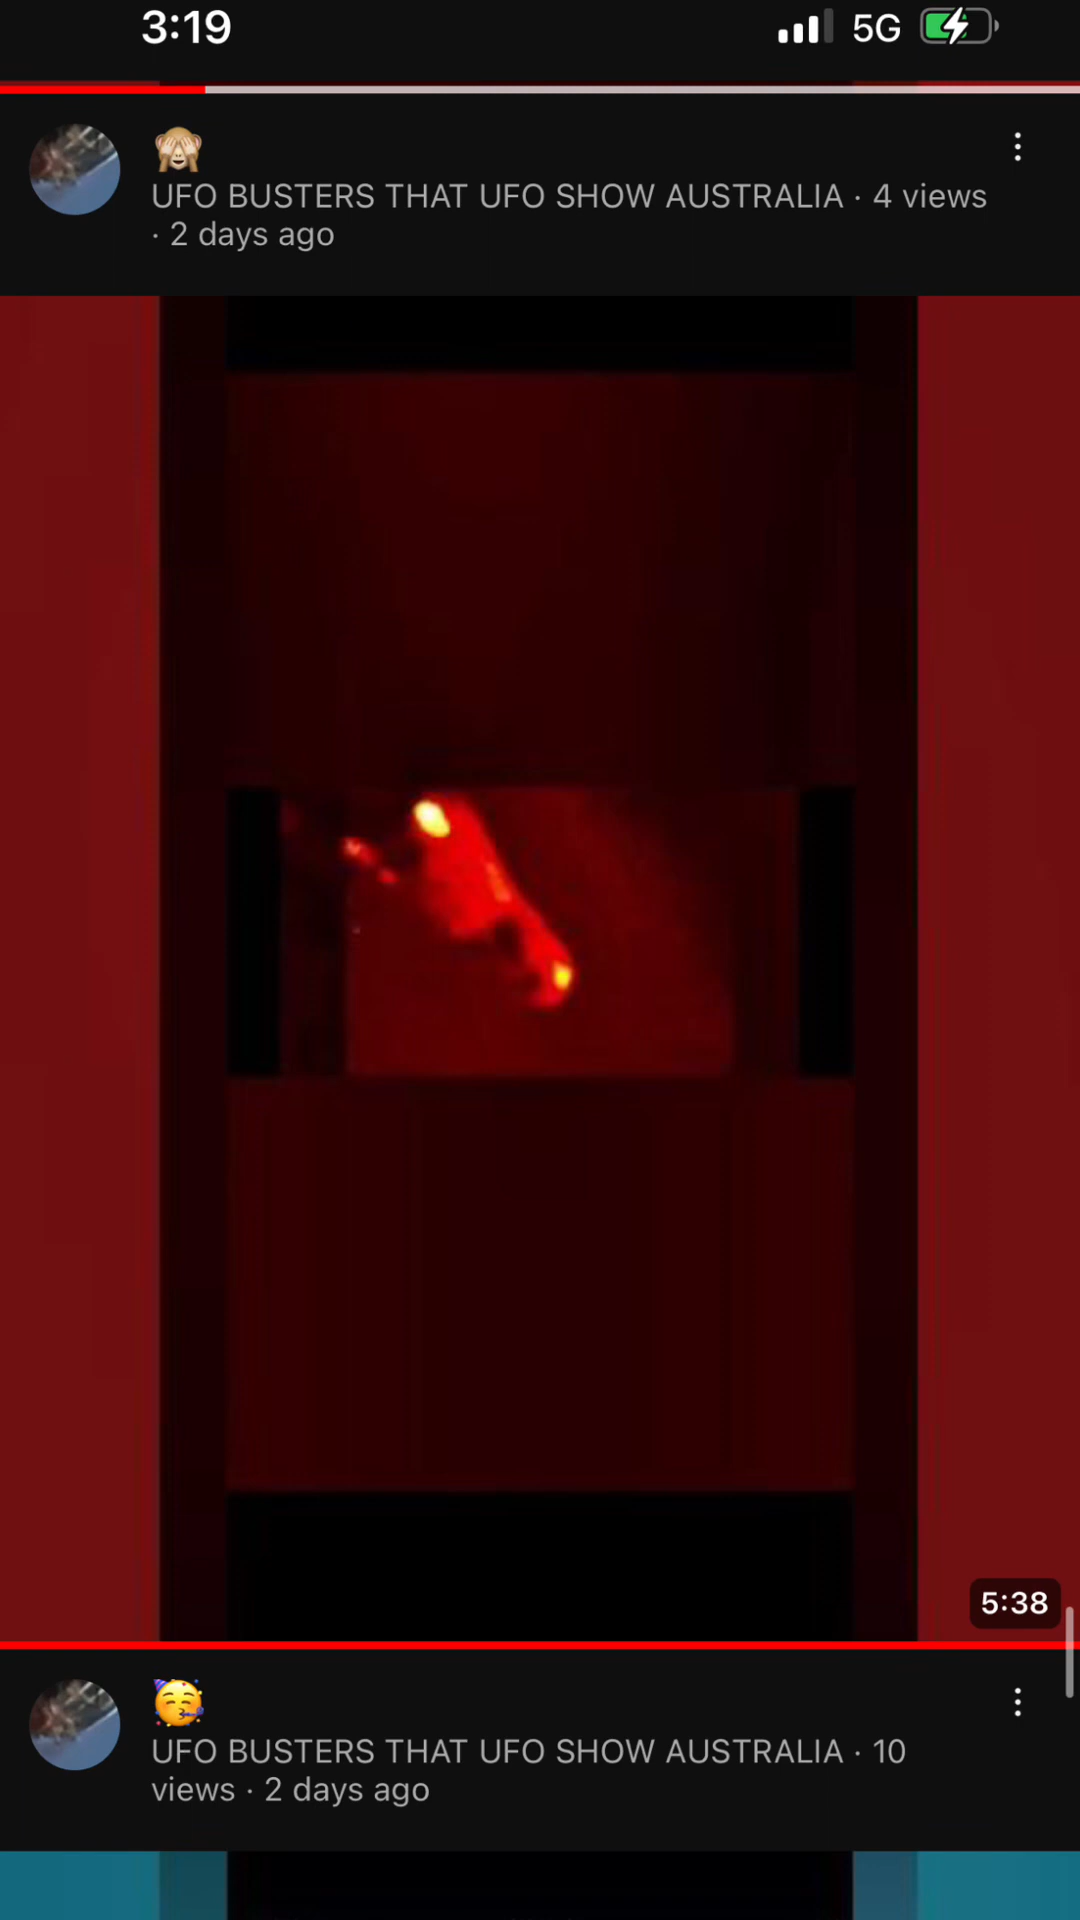 3:19 5G
🙈
UFO BUSTERS THAT UFO SHOW AUSTRALIA · 4 views
· 2 days ago
5:38
🥳
UFO BUSTERS THAT UFO SHOW AUSTRALIA · 10
views · 2 days ago